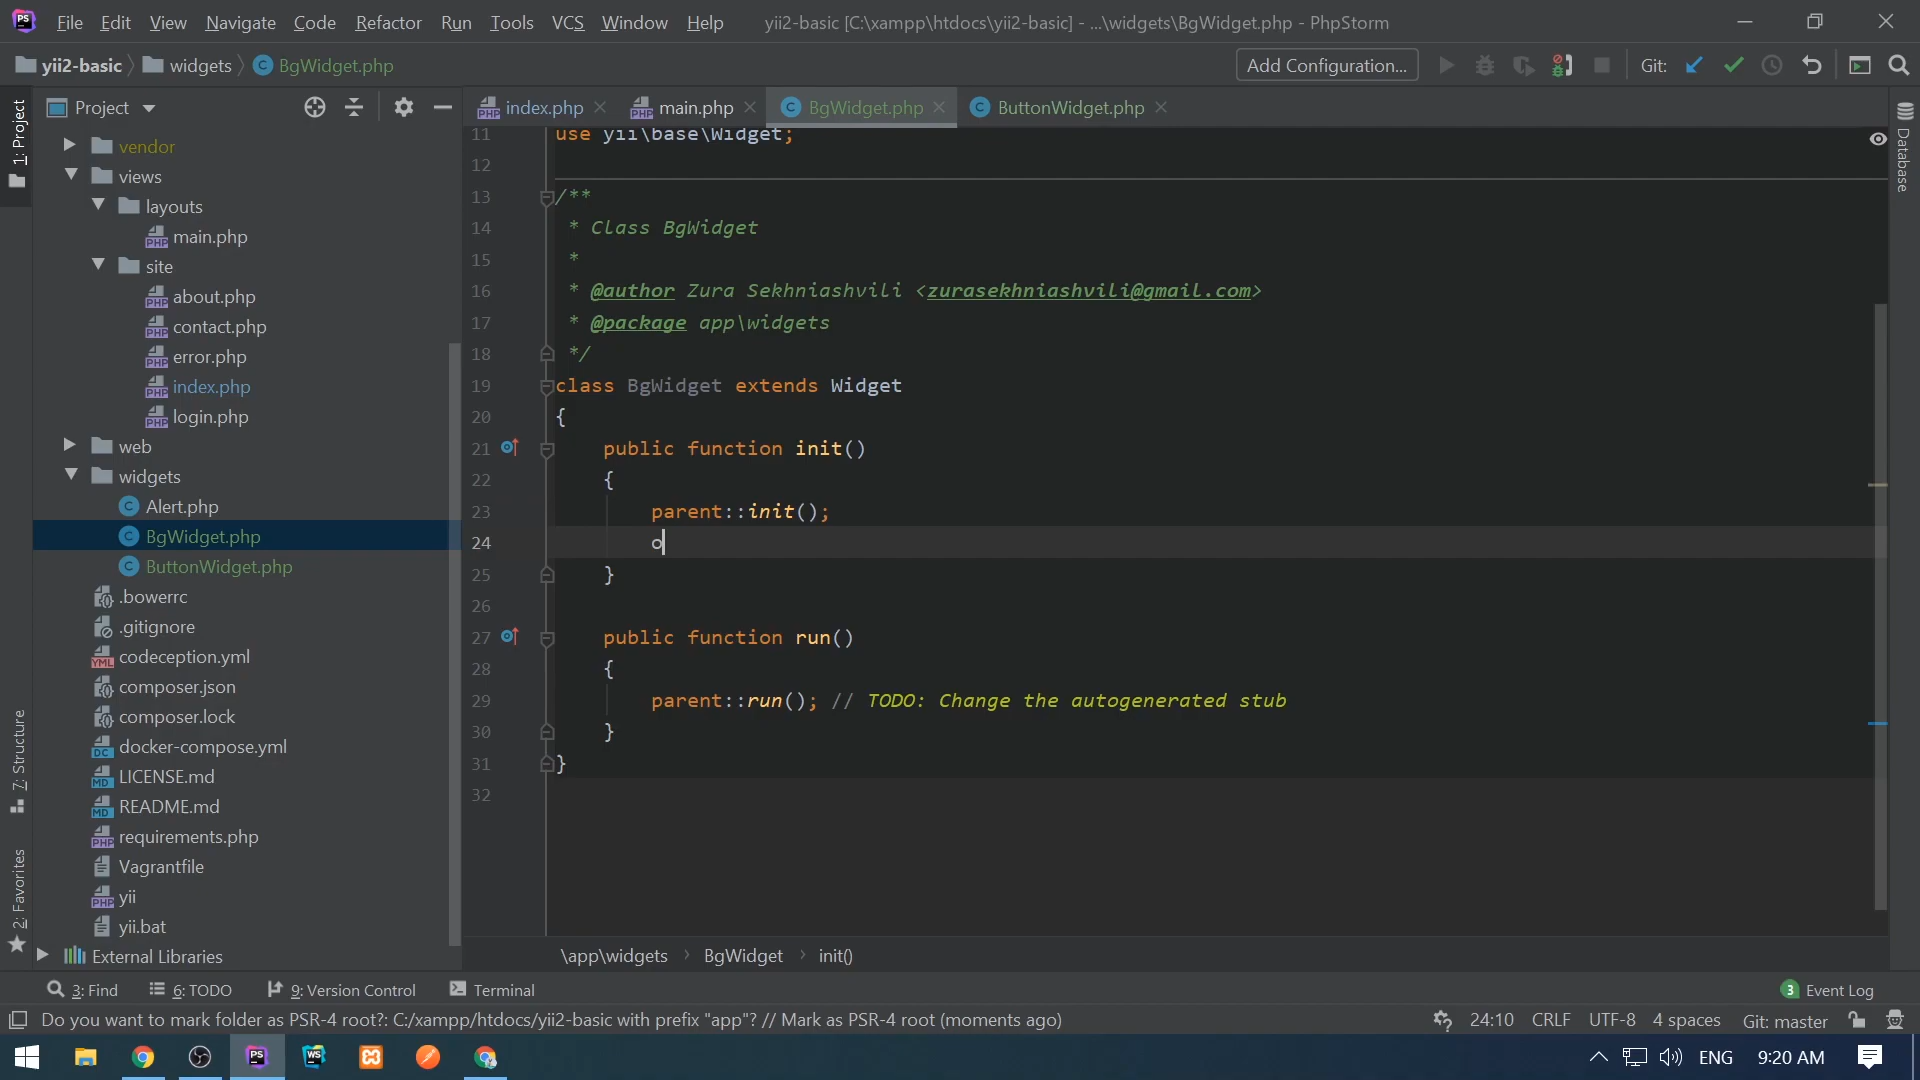 PS File Edit View Navigate Code Refactor Run Tools VCS Window Help yii2-basic [C:\xampp\htdocs\yii2-basic] - ...\widgets\BgWidget.php - PhpStorm
yii2-basic widgets BgWidget.php Add Configuration... Git:
Project
index.php main.php BgWidget.php ButtonWidget.php
1: Project
7: Structure
2: Favorites
Database
vendor
views
layouts
main.php
site
about.php
contact.php
error.php
index.php
login.php
web
widgets
Alert.php
BgWidget.php
ButtonWidget.php
.bowerrc
.gitignore
codeception.yml
composer.json
composer.lock
docker-compose.yml
LICENSE.md
README.md
requirements.php
Vagrantfile
yii
yii.bat
External Libraries
11 use yii\base\Widget;
12
13 /**
14 * Class BgWidget
15 *
16 * @author Zura Sekhniashvili <zurasekhniashvili@gmail.com>
17 * @package app\widgets
18 */
19 class BgWidget extends Widget
20 {
21 public function init()
22 {
23 parent::init();
24 o
25 }
26
27 public function run()
28 {
29 parent::run(); // TODO: Change the autogenerated stub
30 }
31 }
32
\app\widgets › BgWidget › init()
3: Find 6: TODO 9: Version Control Terminal 3 Event Log
Do you want to mark folder as PSR-4 root?: C:/xampp/htdocs/yii2-basic with prefix "app"? // Mark as PSR-4 root (moments ago) 24:10 CRLF UTF-8 4 spaces Git: master
PS WS ENG 9:20 AM